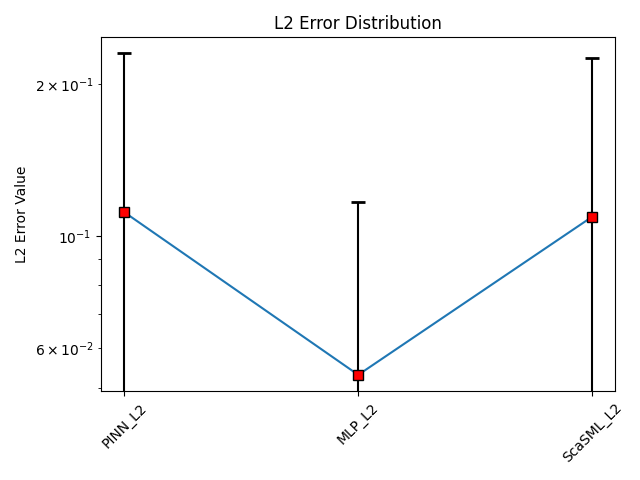 L2 Error Distribution
L2 Error Value
2 × 10⁻¹
10⁻¹
6 × 10⁻²
PINN_L2
MLP_L2
ScaSML_L2